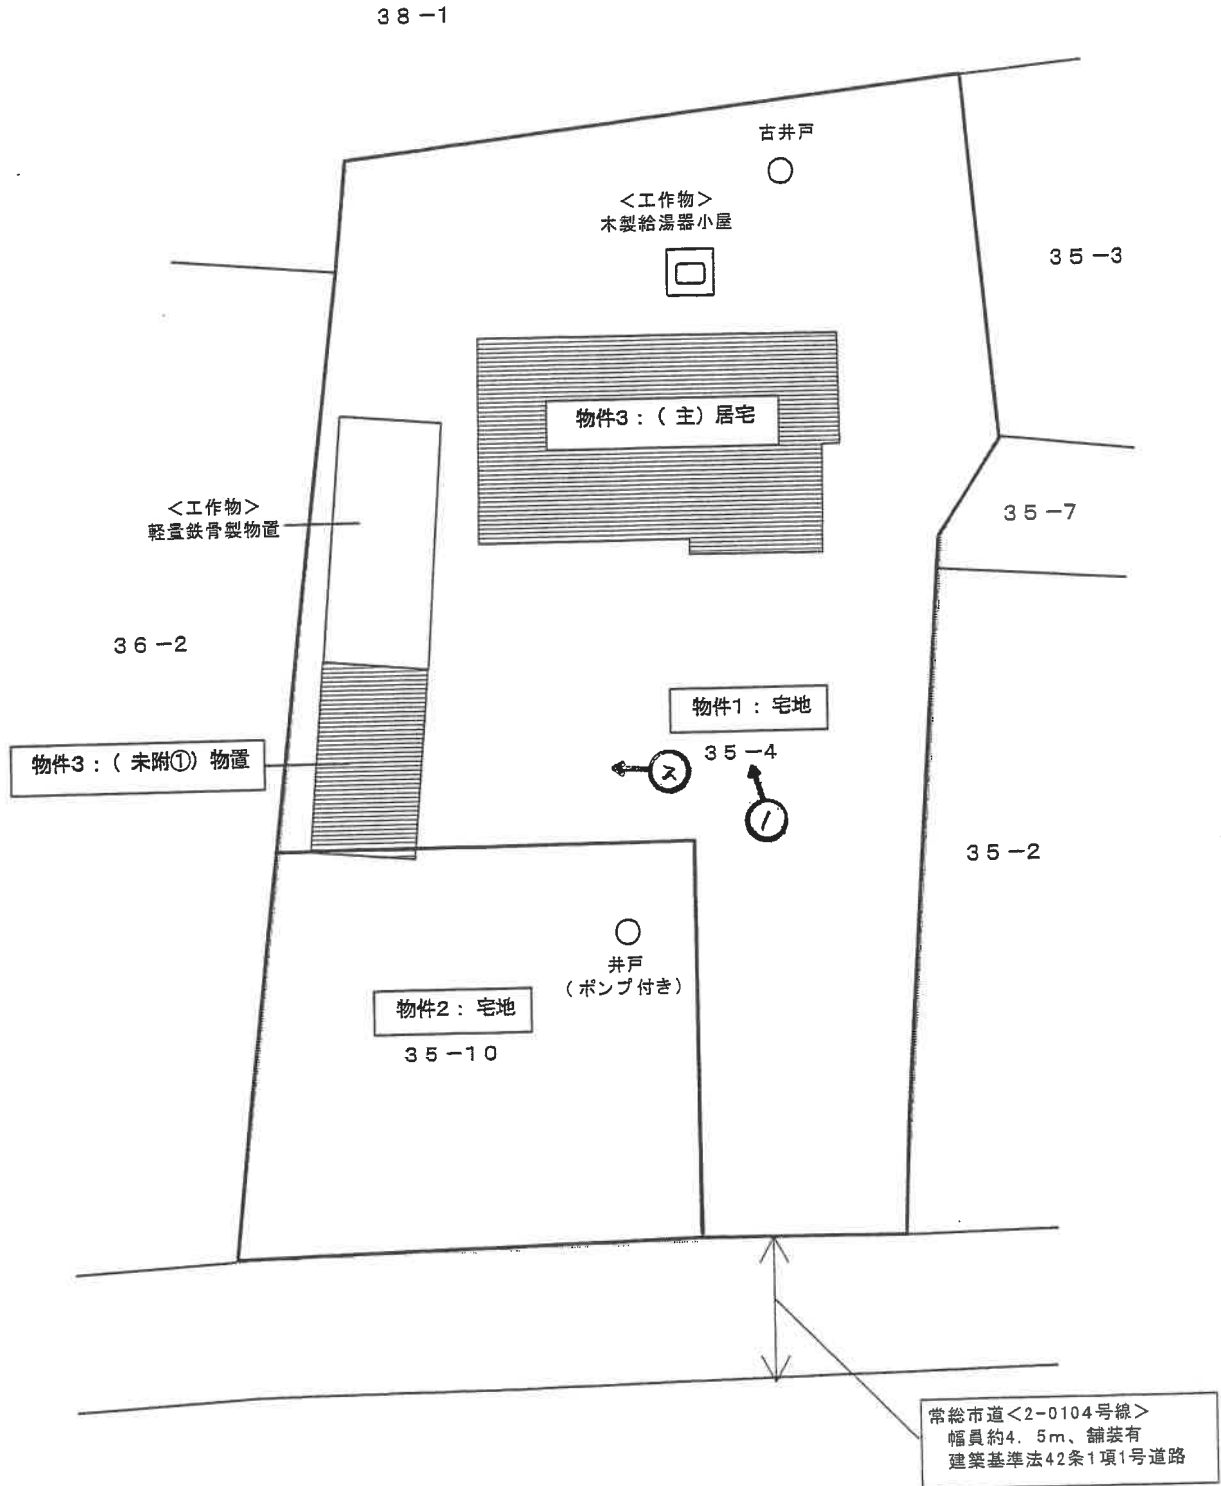 38-1
古井戸
<工作物>
木製給湯器小屋
35-3
物件3:(主)居宅
<工作物>
軽量鉄骨製物置
35-7
36-2
物件1:宅地
35-4
物件3:(未附①)物置
ス
1
35-2
井戸
(ポンプ付き)
物件2:宅地
35-10
常総市道<2-0104号線>
幅員約4.5m、舗装有
建築基準法42条1項1号道路